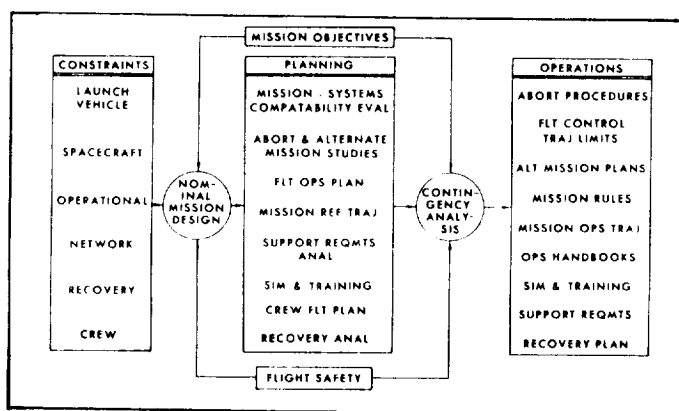 MISSION OBJECTIVES
CONSTRAINTS
LAUNCH
VEHICLE
SPACECRAFT
OPERATIONAL
NETWORK
RECOVERY
CREW
NOM-
INAL
MISSION
DESIGN
PLANNING
MISSION - SYSTEMS
COMPATABILITY EVAL
ABORT & ALTERNATE
MISSION STUDIES
FLT OPS PLAN
MISSION REF TRAJ
SUPPORT REQMTS
ANAL
SIM & TRAINING
CREW FLT PLAN
RECOVERY ANAL
CONTIN-
GENCY
ANALY-
SIS
OPERATIONS
ABORT PROCEDURES
FLT CONTROL
TRAJ LIMITS
ALT MISSION PLANS
MISSION RULES
MISSION OPS TRAJ
OPS HANDBOOKS
SIM & TRAINING
SUPPORT REQMTS
RECOVERY PLAN
FLIGHT SAFETY